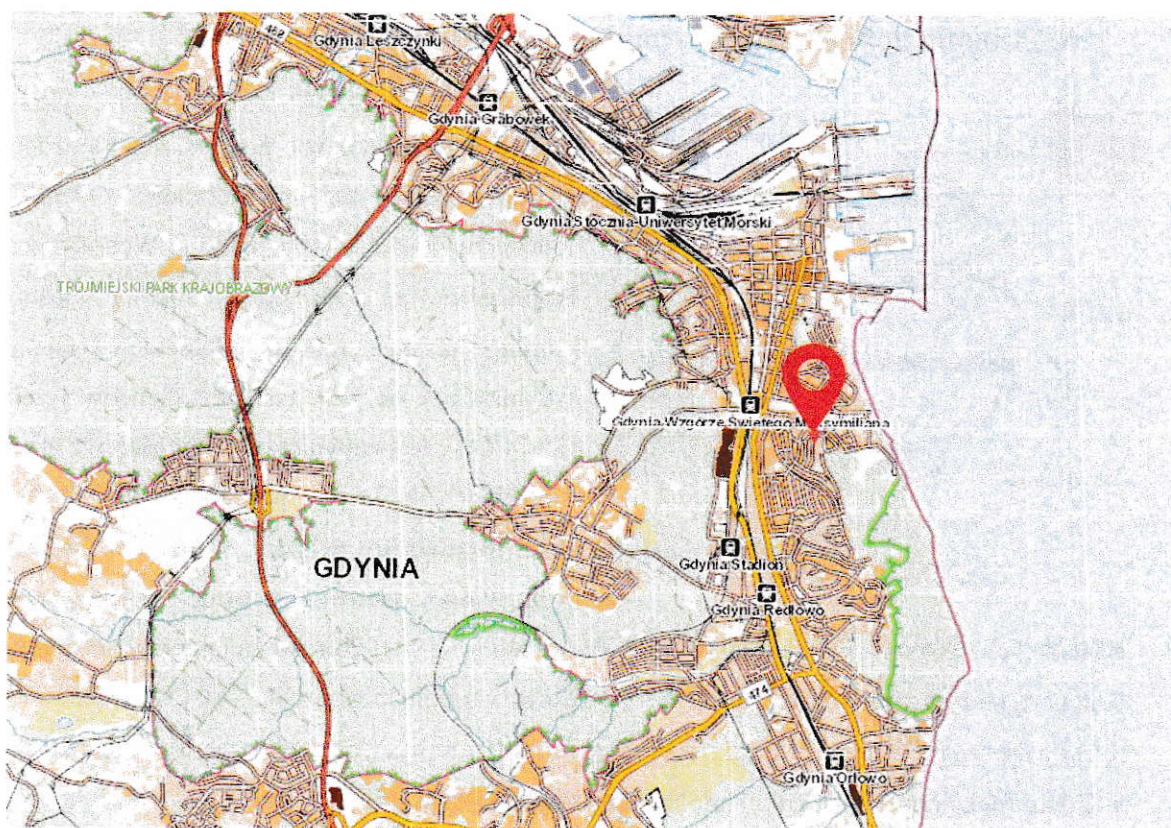 468
Gdynia Leszczynki
Gdynia Grabówek
Gdynia Stocznia-Uniwersytet Morski
TRÓJMIEJSKI PARK KRAJOBRAZOWY
Gdynia Wzgórze Świętego Maksymiliana
GDYNIA
Gdynia Stadion
Gdynia Redłowo
474
Gdynia Orłowo